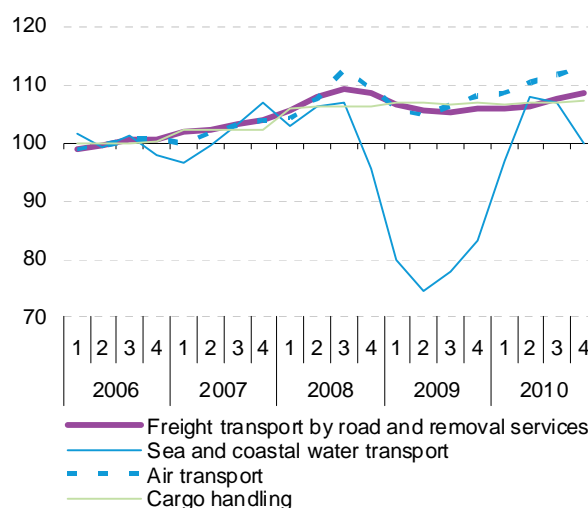 120
110
100
90
80
70
1 2 3 4 1 2 3 4 1 2 3 4 1 2 3 4 1 2 3 4
2006 2007 2008 2009 2010
Freight transport by road and removal services
Sea and coastal water transport
Air transport
Cargo handling